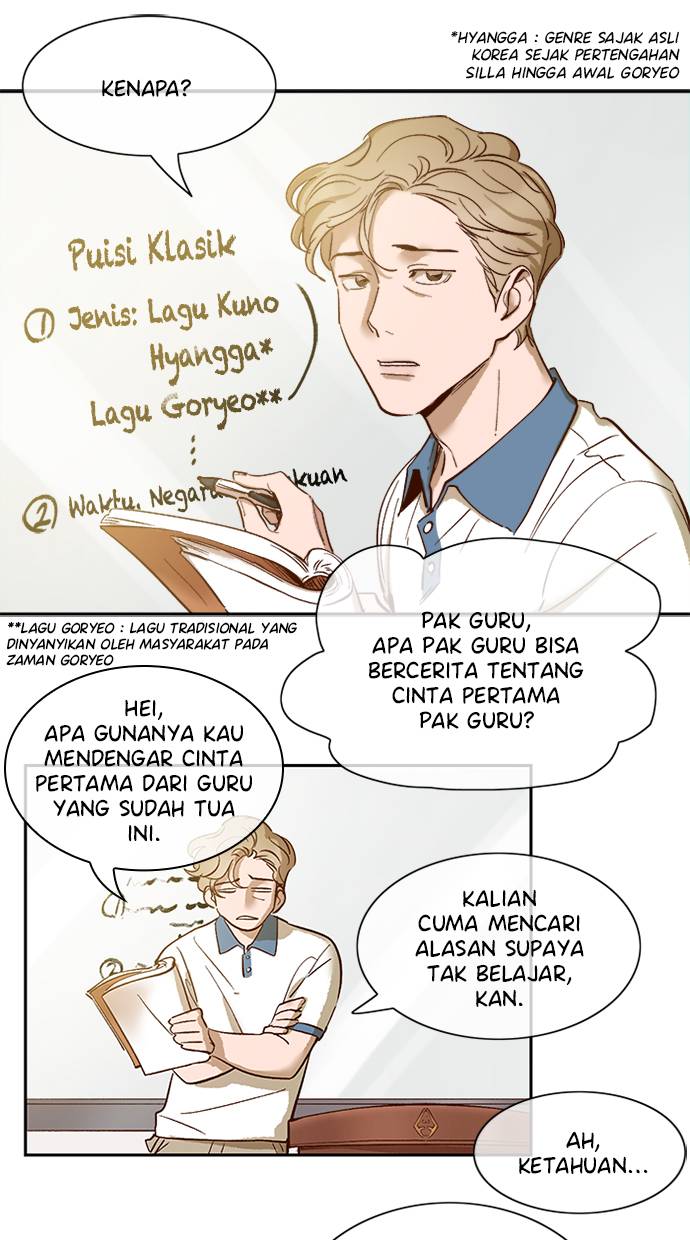 *HYANGGA : GENRE SAJAK ASLI
KOREA SEJAK PERTENGAHAN
SILLA HINGGA AWAL GORYEO
KENAPA?
Puisi Klasik
① Jenis: Lagu Kuno
Hyangga*
Lagu Goryeo**
② Waktu, Negara kuan
**LAGU GORYEO : LAGU TRADISIONAL YANG
DINYANYIKAN OLEH MASYARAKAT PADA
ZAMAN GORYEO
PAK GURU,
APA PAK GURU BISA
BERCERITA TENTANG
CINTA PERTAMA
PAK GURU?
HEI,
APA GUNANYA KAU
MENDENGAR CINTA
PERTAMA DARI GURU
YANG SUDAH TUA
INI.
①
②
KALIAN
CUMA MENCARI
ALASAN SUPAYA
TAK BELAJAR,
KAN.
AH,
KETAHUAN...